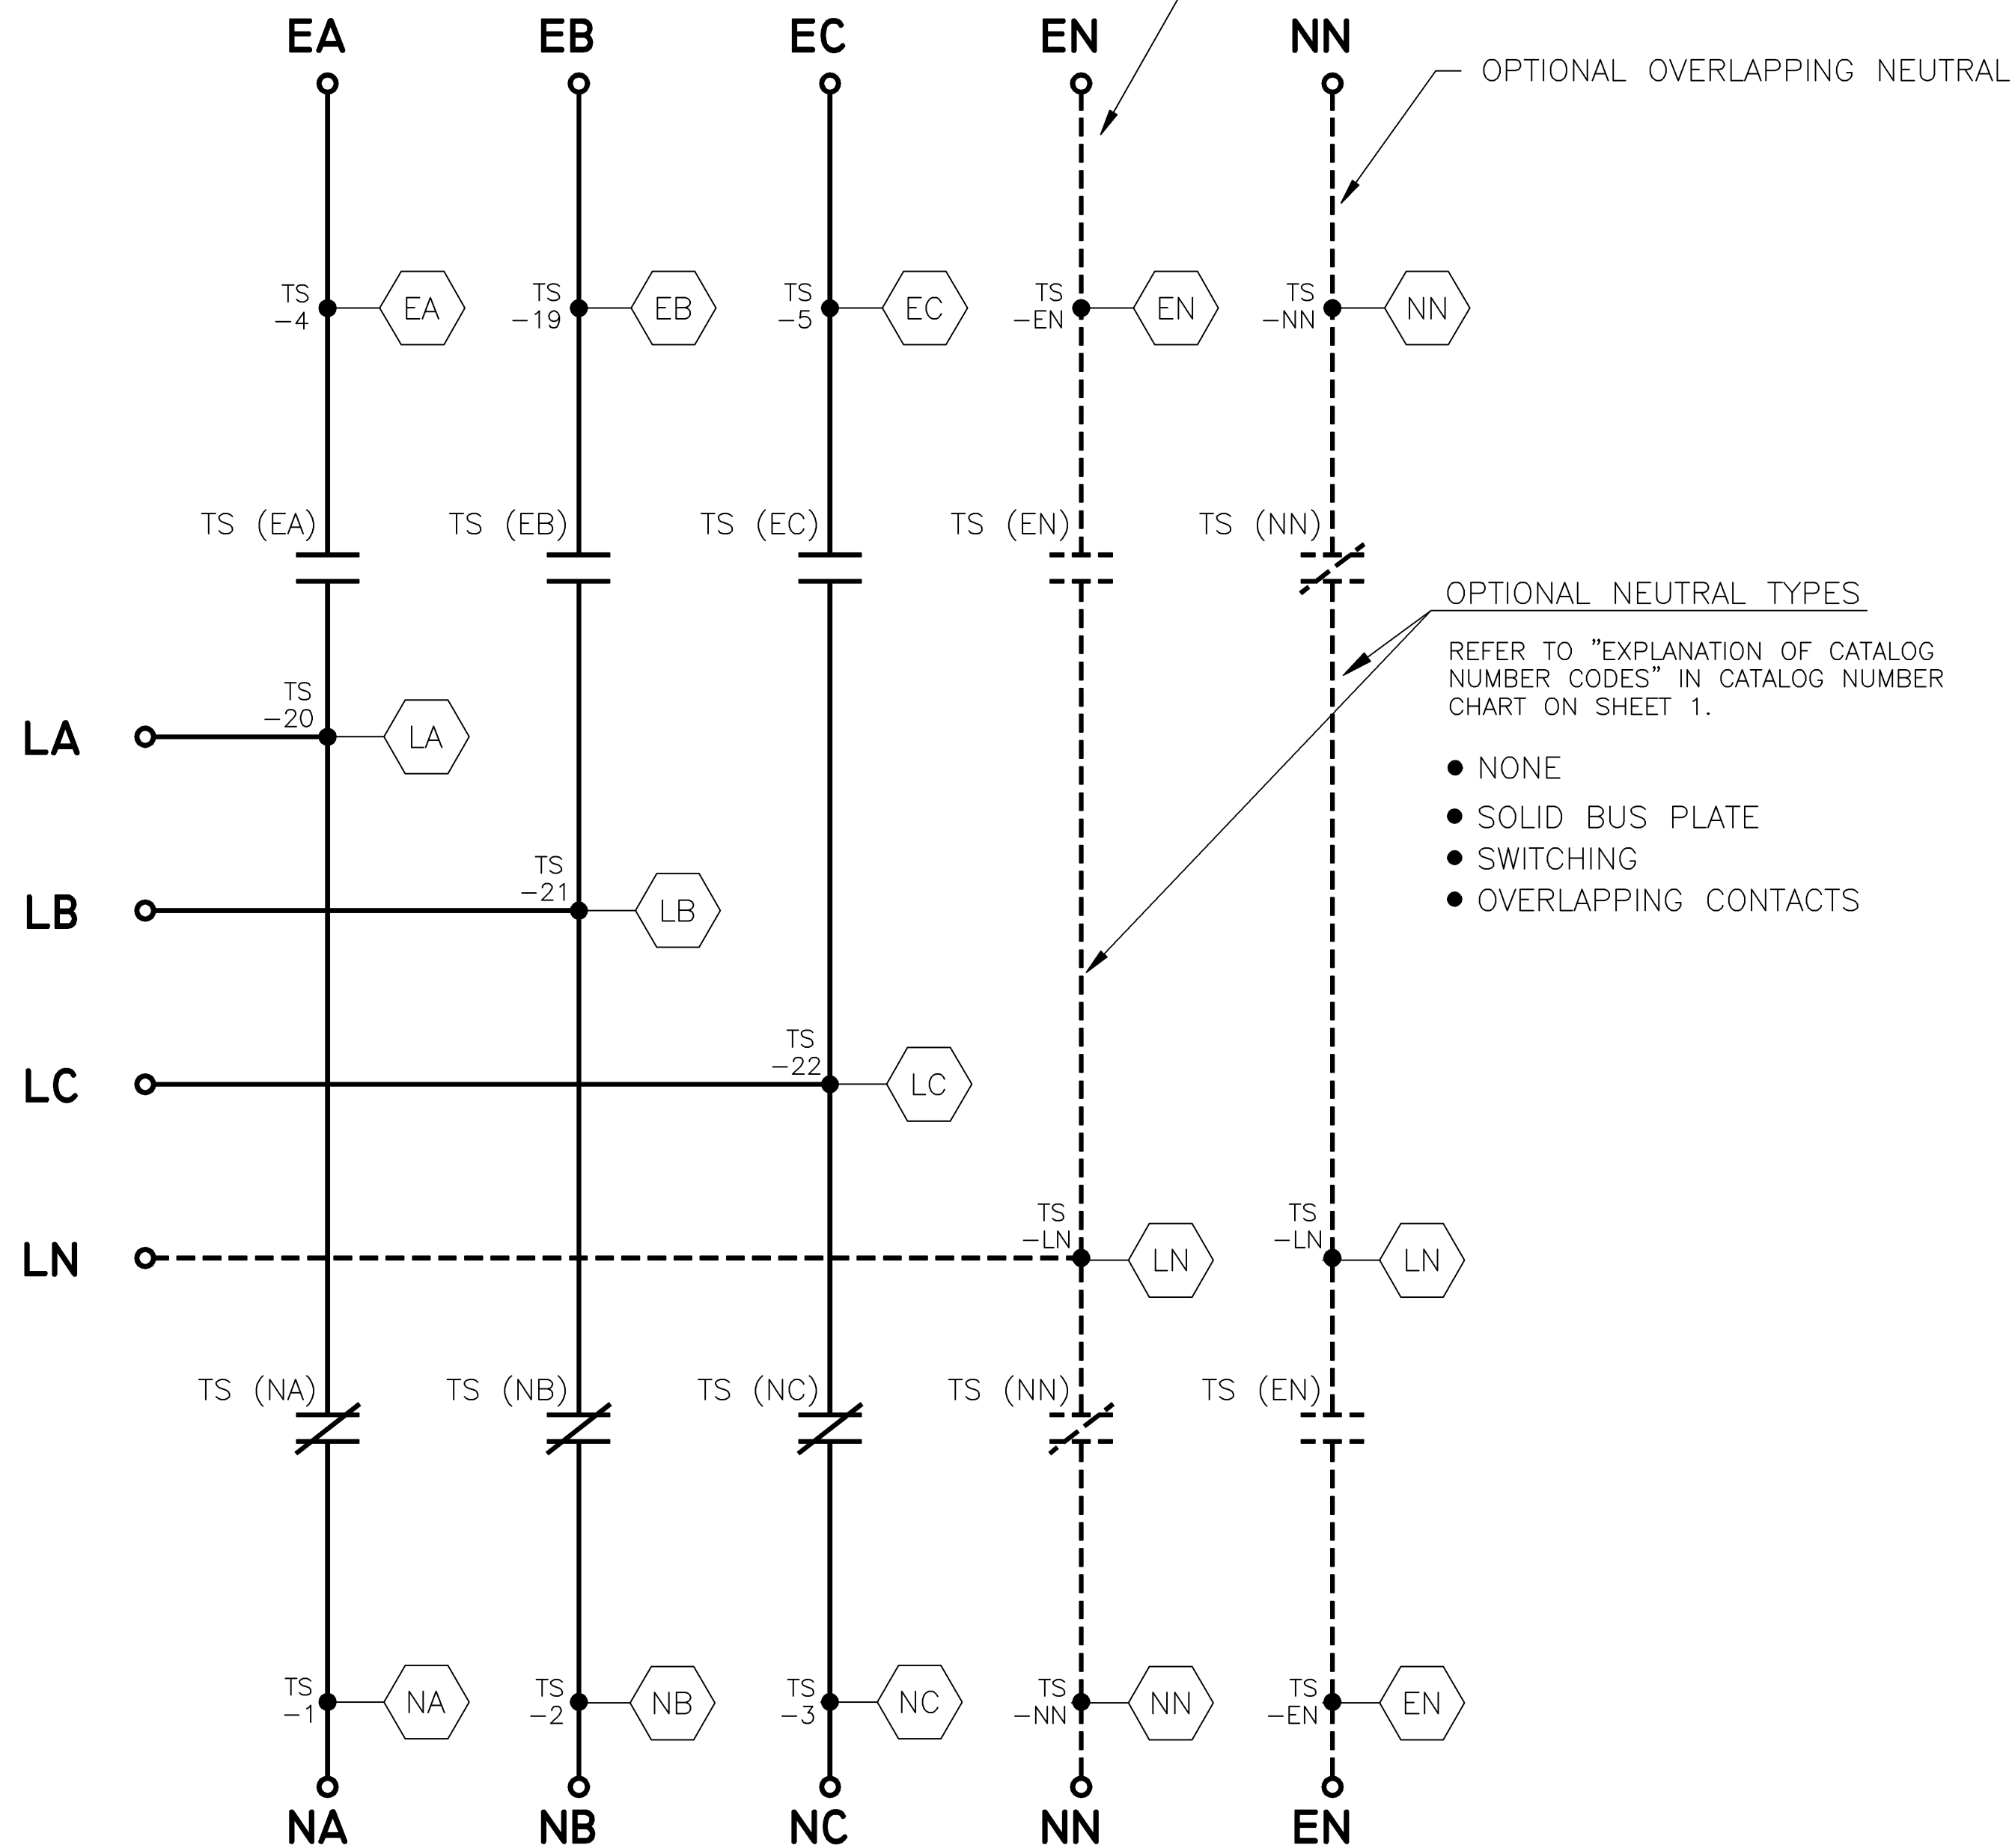 EA EB EC EN NN
OPTIONAL OVERLAPPING NEUTRAL
TS TS TS TS TS
-4 -19 -5 -EN -NN
EA EB EC EN NN
TS (EA) TS (EB) TS (EC) TS (EN) TS (NN)
OPTIONAL NEUTRAL TYPES
REFER TO "EXPLANATION OF CATALOG
NUMBER CODES" IN CATALOG NUMBER
CHART ON SHEET 1.
● NONE
● SOLID BUS PLATE
● SWITCHING
● OVERLAPPING CONTACTS
TS
-20
LA LA
TS
-21
LB LB
TS
-22
LC LC
TS TS
-LN -LN
LN LN LN
TS (NA) TS (NB) TS (NC) TS (NN) TS (EN)
TS TS TS TS TS
-1 -2 -3 -NN -EN
NA NB NC NN EN
NA NB NC NN EN